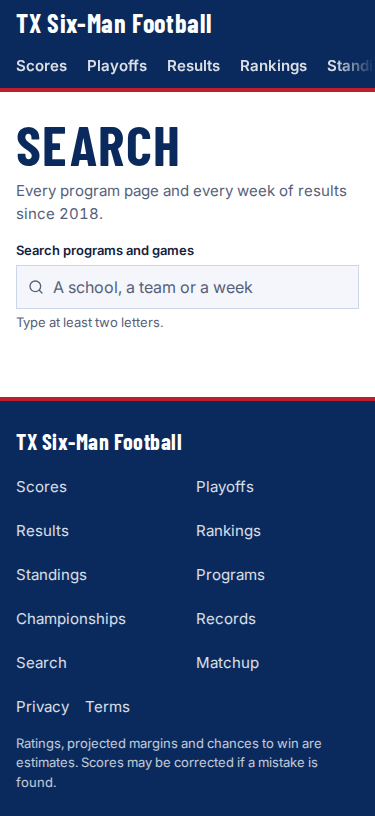 TX Six-Man Football
Scores Playoffs Results Rankings Standi
SEARCH
Every program page and every week of results
since 2018.
Search programs and games
A school, a team or a week
Type at least two letters.
TX Six-Man Football
Scores Playoffs
Results Rankings
Standings Programs
Championships Records
Search Matchup
Privacy Terms
Ratings, projected margins and chances to win are
estimates. Scores may be corrected if a mistake is
found.